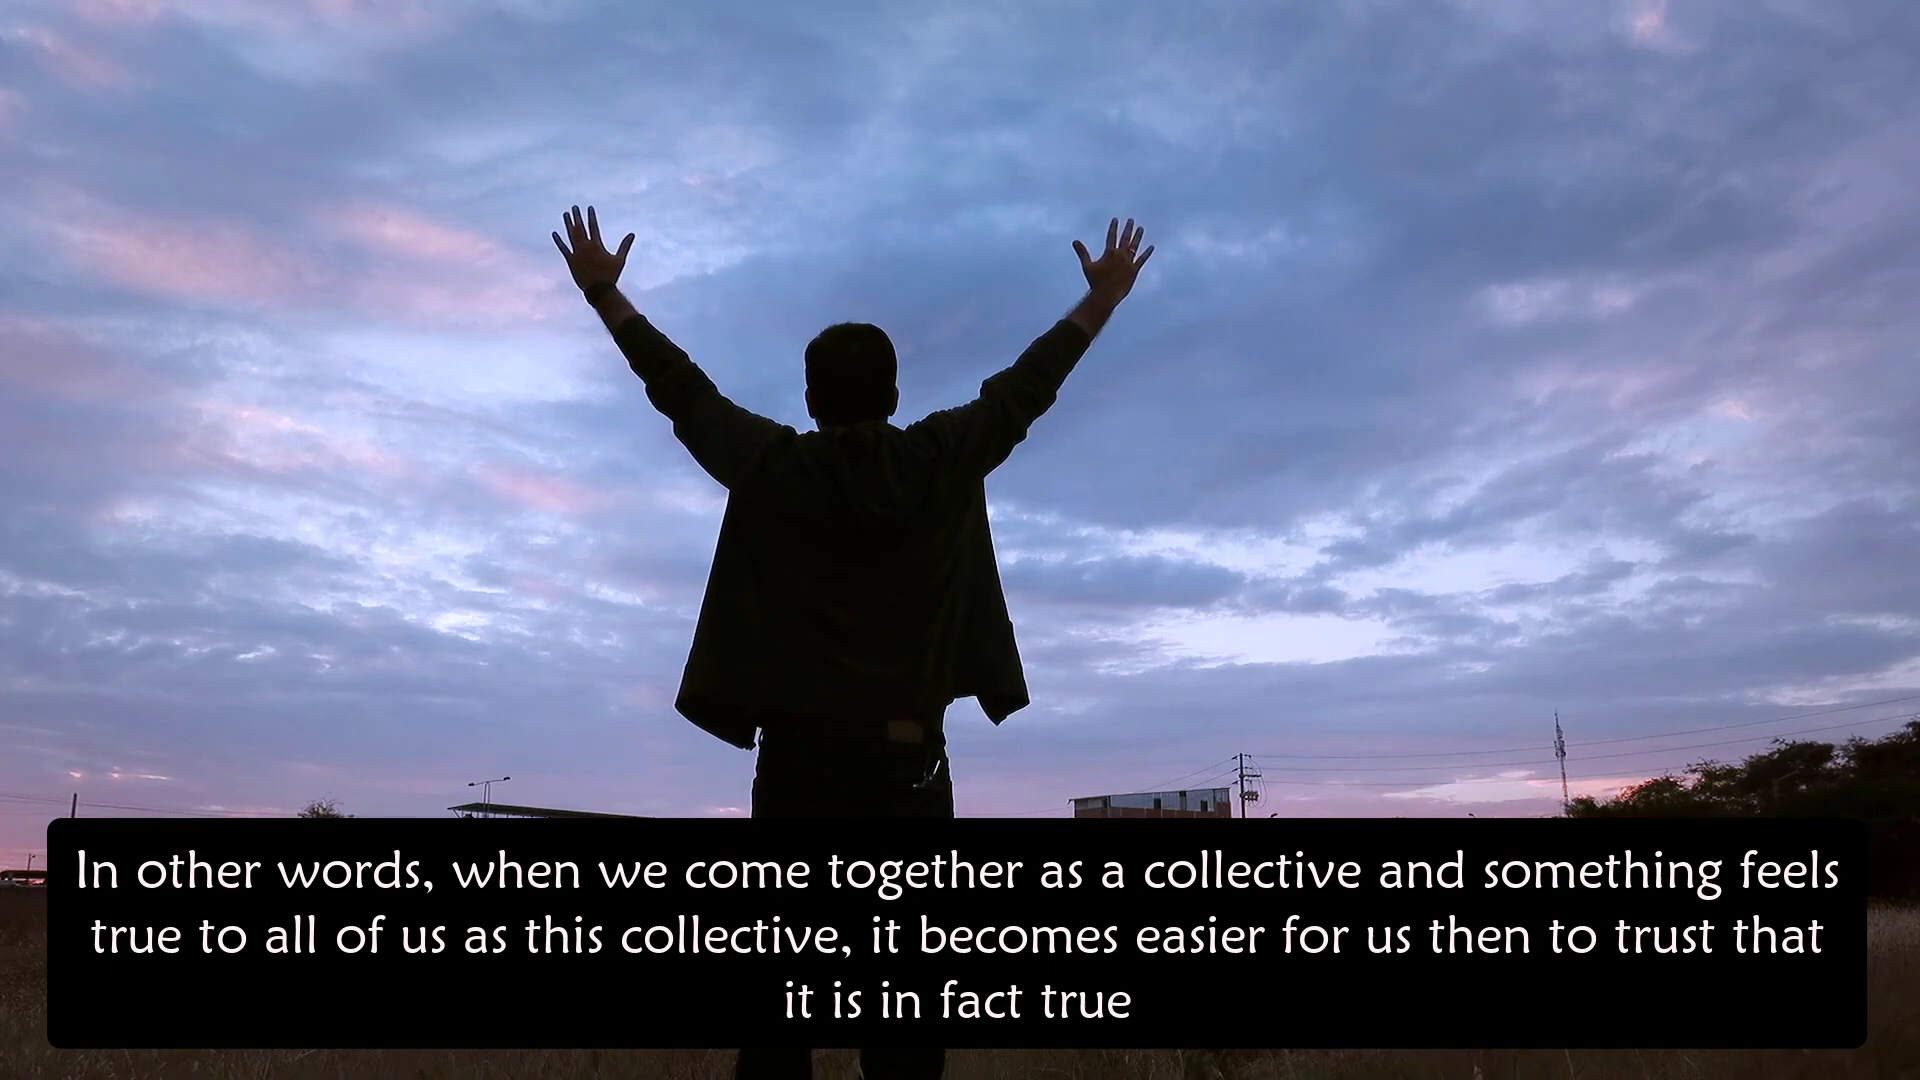 In other words, when we come together as a collective and something feels
true to all of us as this collective, it becomes easier for us then to trust that
it is in fact true